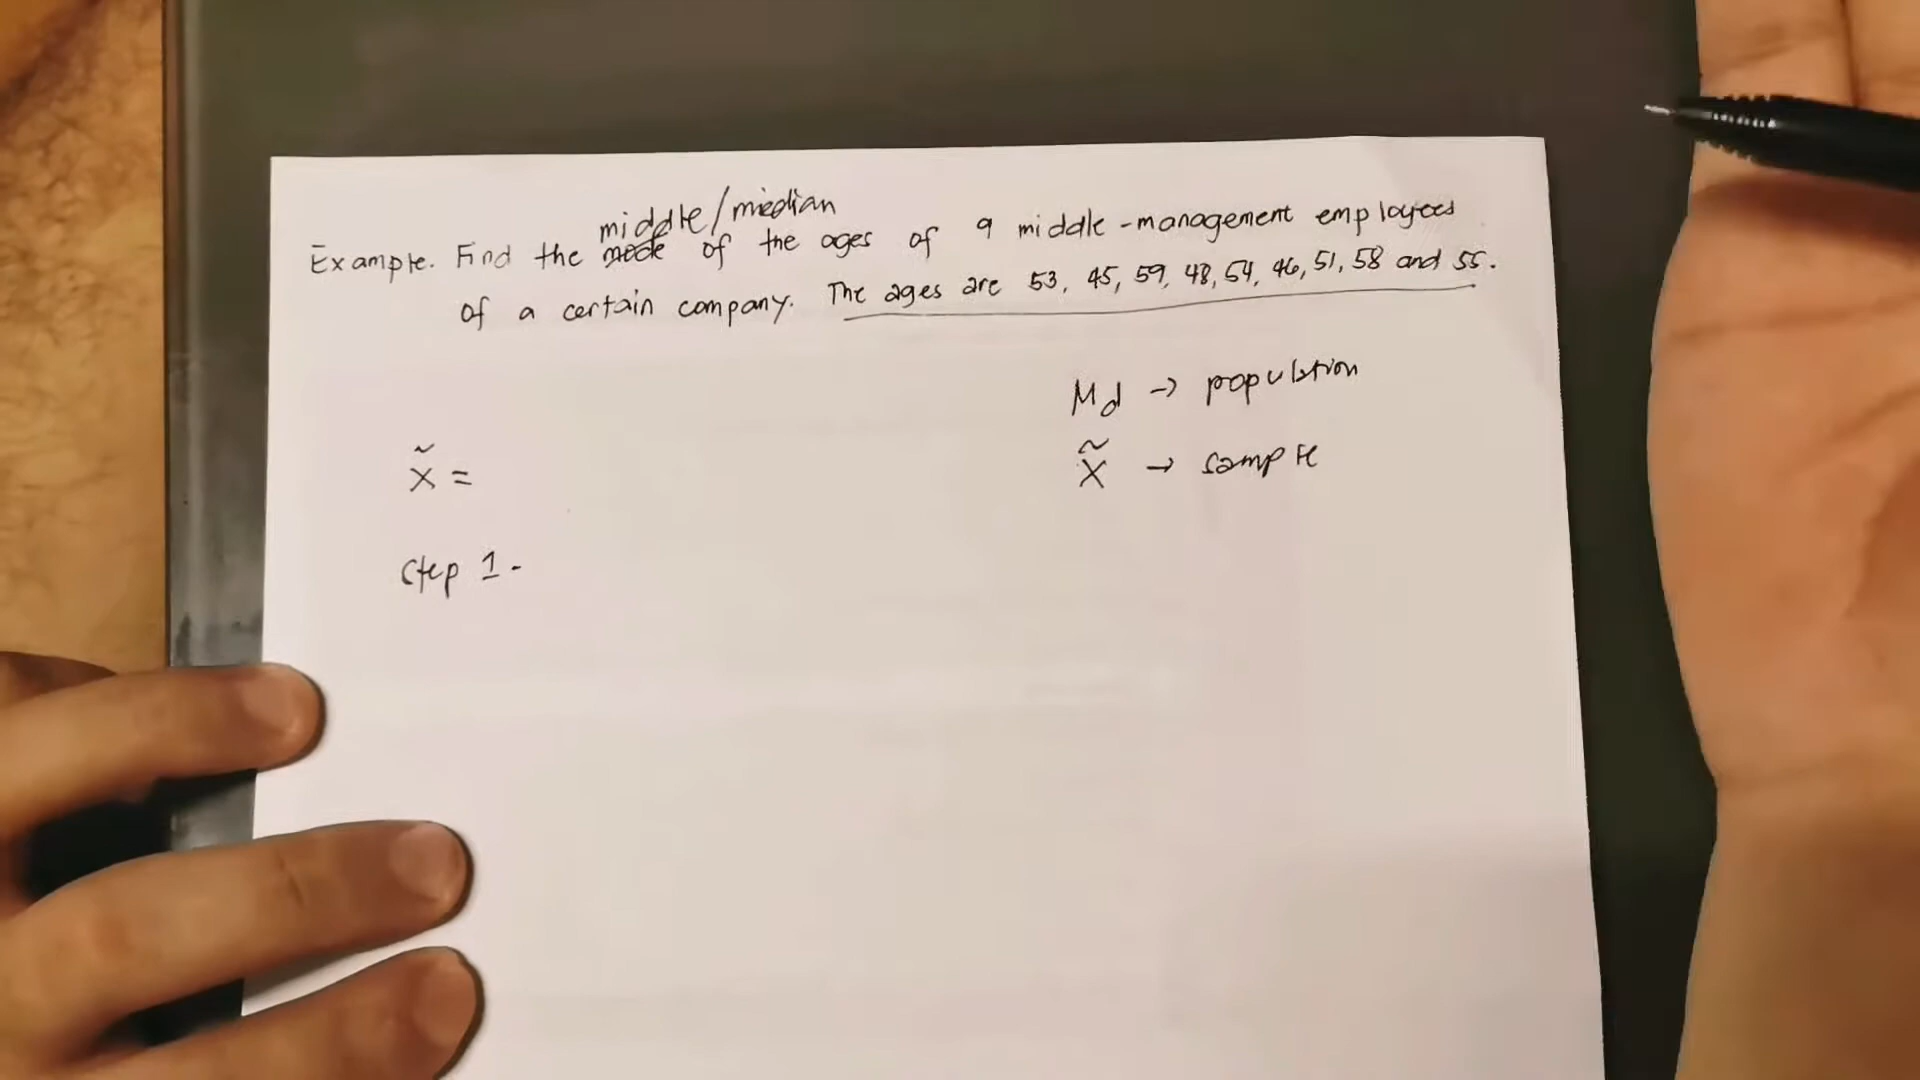 middle/median
Example. Find the mode of the ages of 9 middle-management employees
of a certain company. The ages are 53, 45, 59, 48, 54, 46, 51, 58 and 55.
Md → population
x̃ =
x̃ → sample
Step 1-